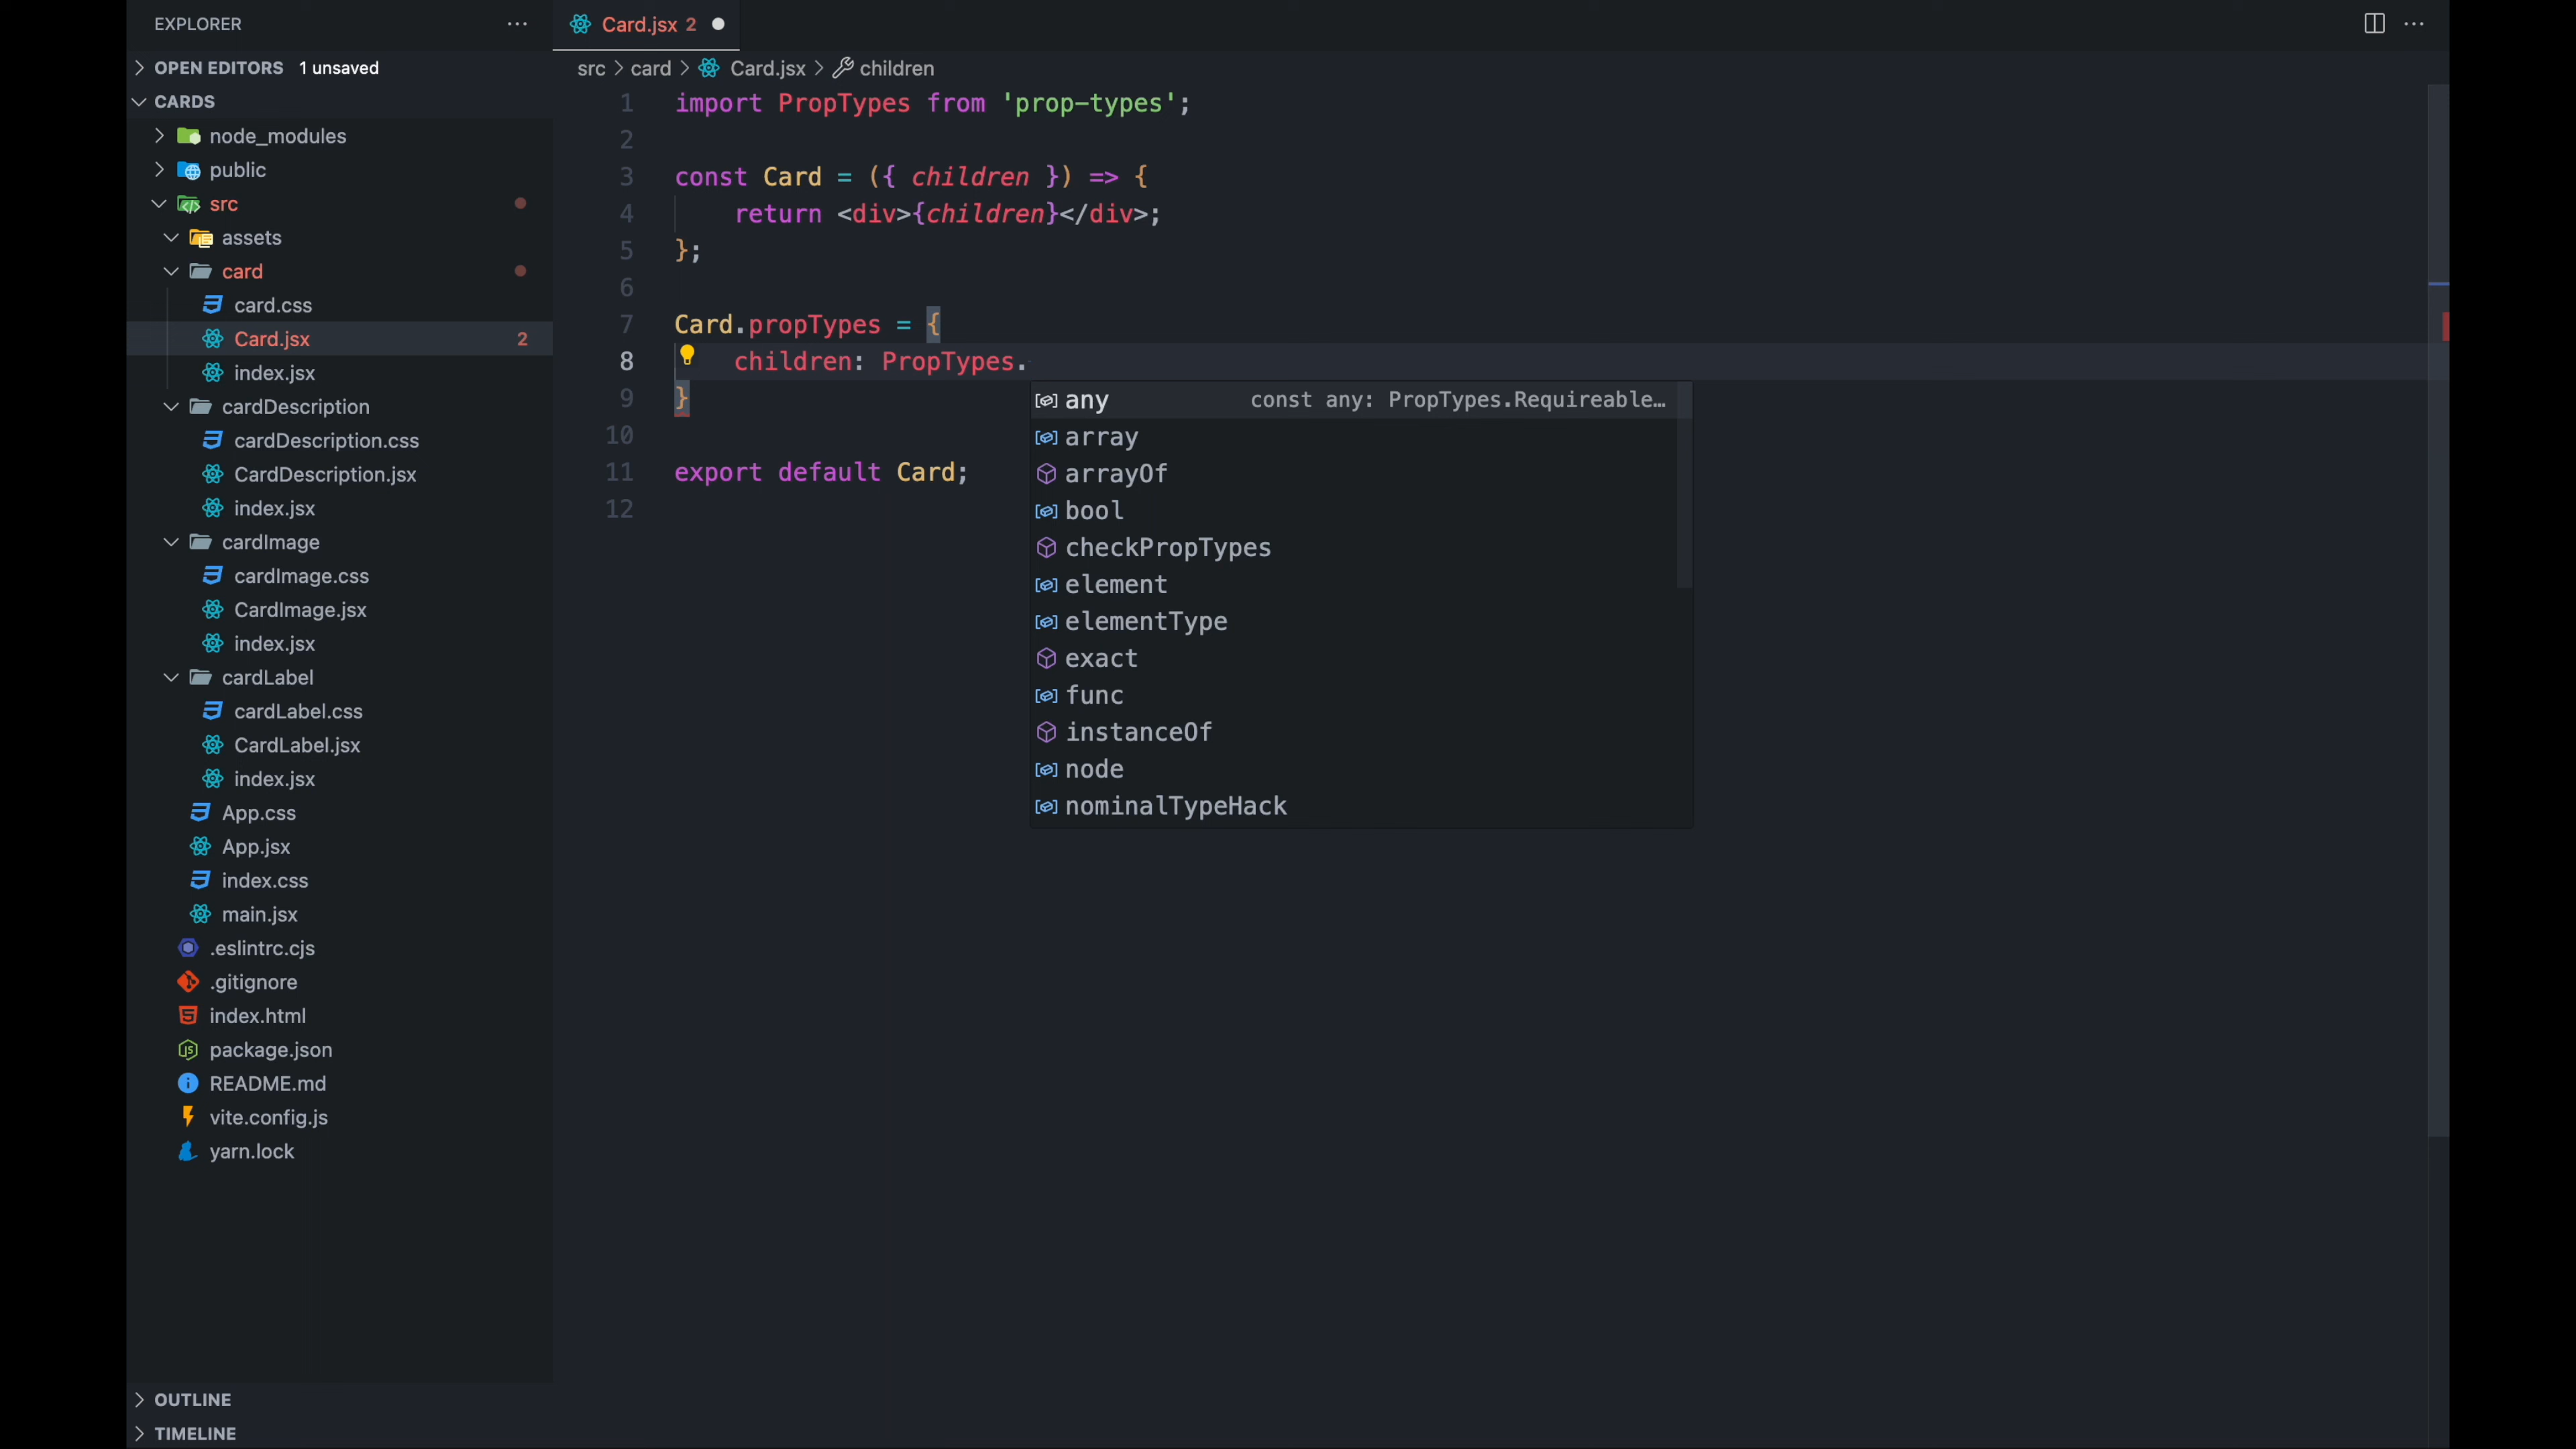 EXPLORER
OPEN EDITORS 1 unsaved
CARDS
node_modules
public
src
assets
card
card.css
Card.jsx 2
index.jsx
cardDescription
cardDescription.css
CardDescription.jsx
index.jsx
cardImage
cardImage.css
CardImage.jsx
index.jsx
cardLabel
cardLabel.css
CardLabel.jsx
index.jsx
App.css
App.jsx
index.css
main.jsx
.eslintrc.cjs
.gitignore
index.html
package.json
README.md
vite.config.js
yarn.lock
OUTLINE
TIMELINE
Card.jsx 2
src > card > Card.jsx > children
1 import PropTypes from 'prop-types';
2
3 const Card = ({ children }) => {
4 return <div>{children}</div>;
5 };
6
7 Card.propTypes = {
8 children: PropTypes.
9 }
10
11 export default Card;
12
any const any: PropTypes.Requireable…
array
arrayOf
bool
checkPropTypes
element
elementType
exact
func
instanceOf
node
nominalTypeHack